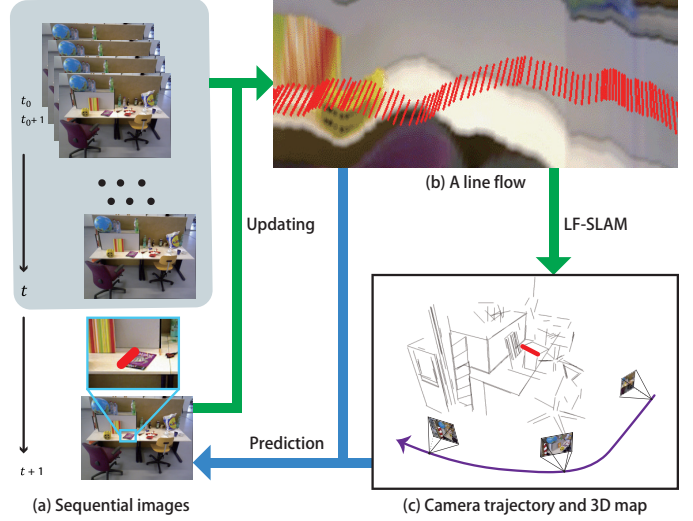 t0
t0+1
t
t+1
(a) Sequential images
Updating
Prediction
(b) A line flow
LF-SLAM
(c) Camera trajectory and 3D map